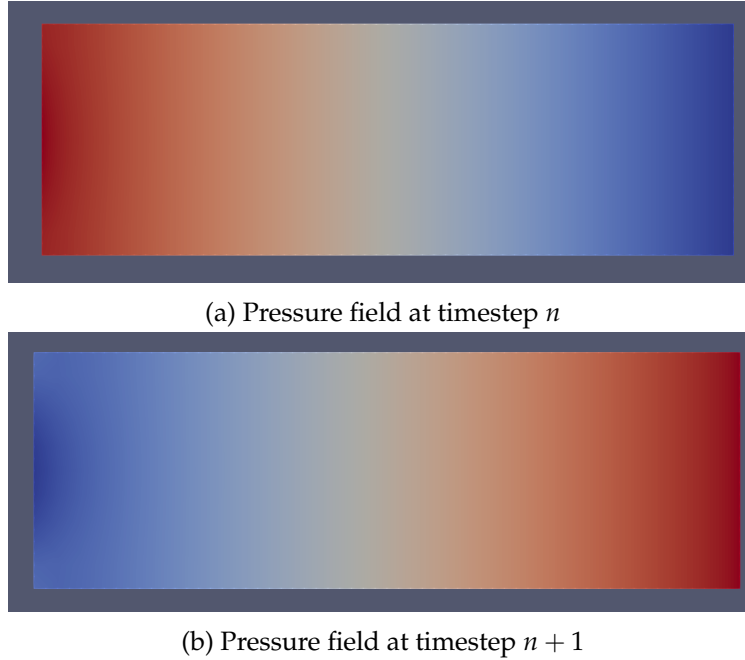 (a) Pressure field at timestep n
(b) Pressure field at timestep n + 1